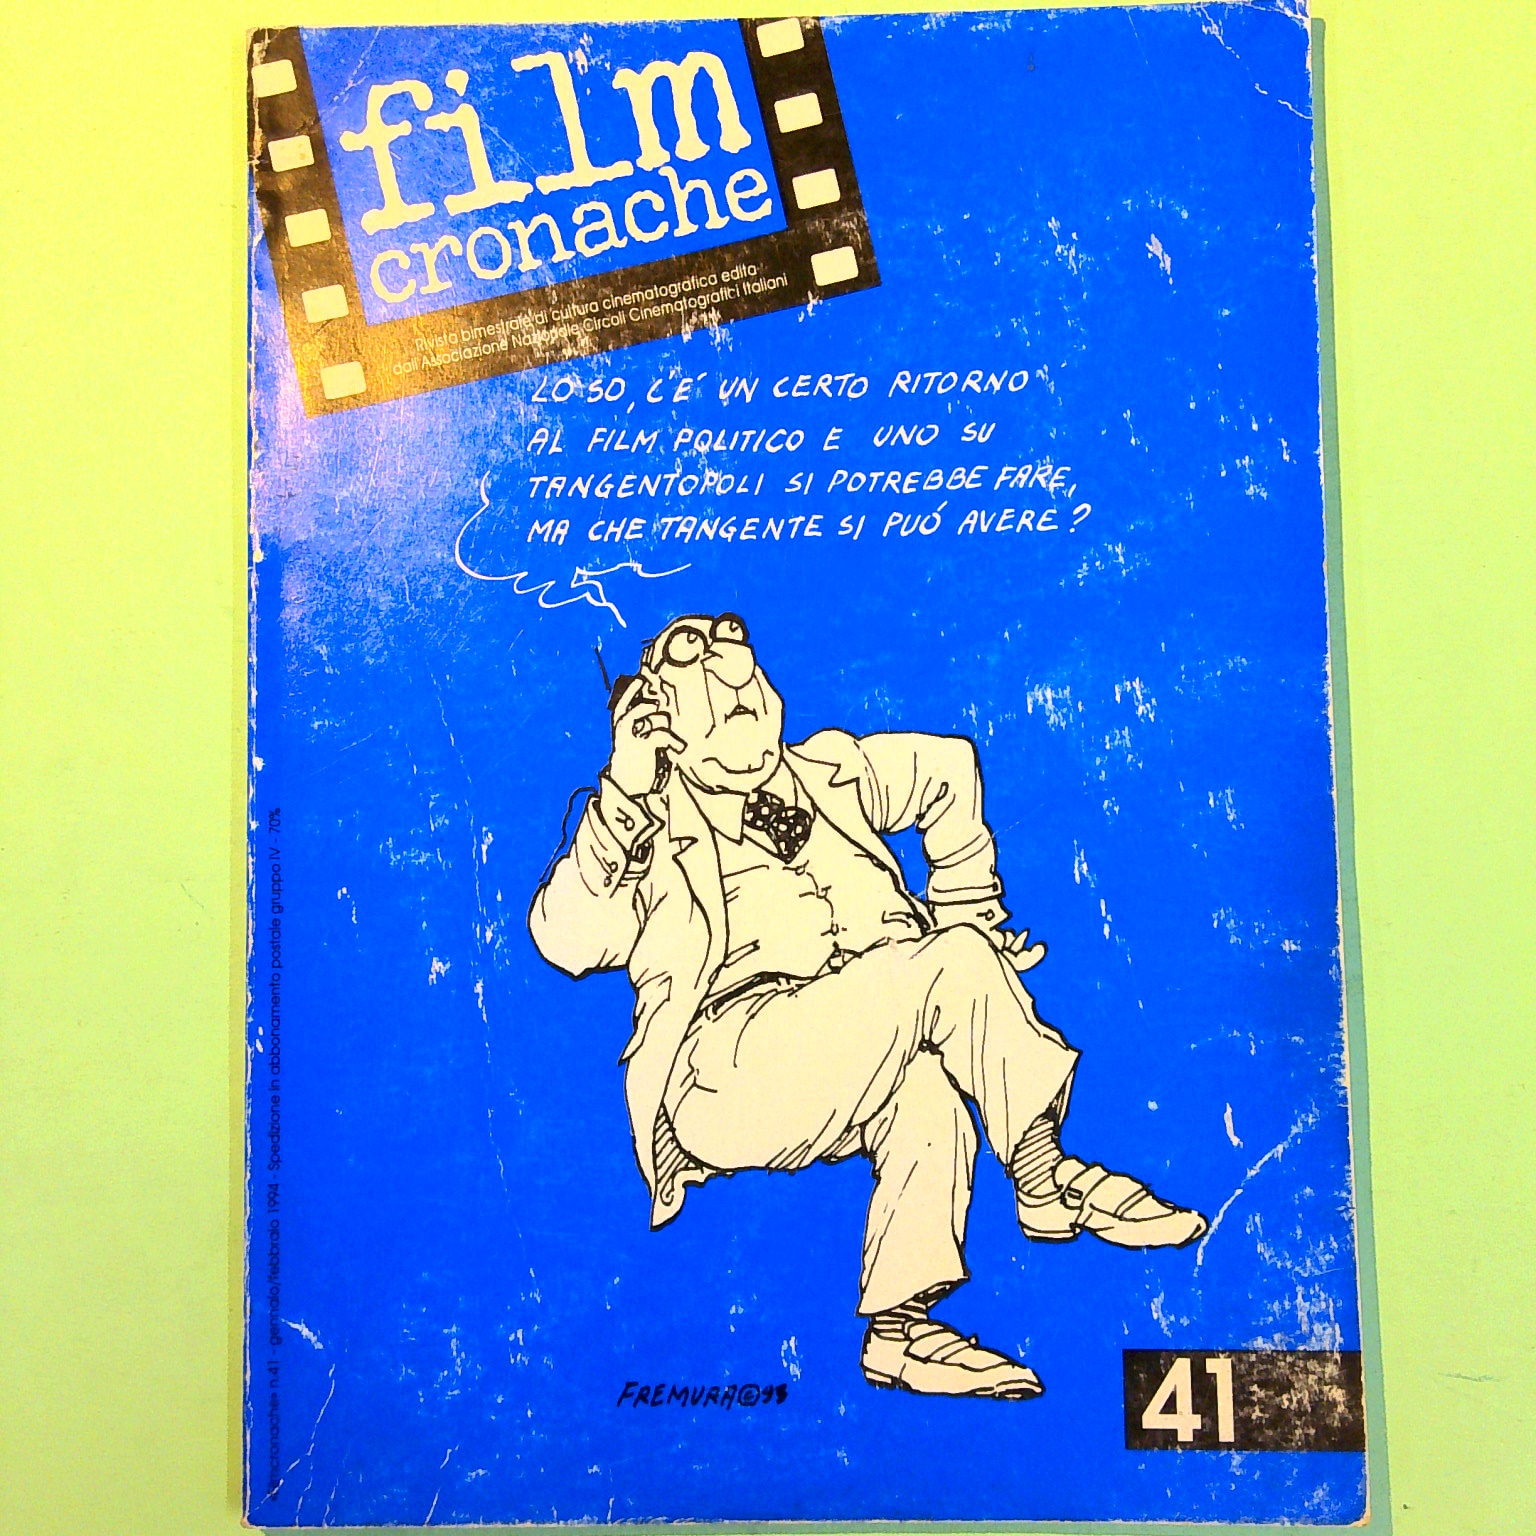 film
cronache
Rivista bimestrale di cultura cinematografica edita
dall'Associazione Nazionale Circoli Cinematografici Italiani
LO SO, C'E' UN CERTO RITORNO
AL FILM POLITICO E UNO SU
TANGENTOPOLI SI POTREBBE FARE,
MA CHE TANGENTE SI PUÓ AVERE?
«filmcronache» n.41 - gennaio/febbraio 1994 - Spedizione in abbonamento postale gruppo IV - 70%
FREMURA©93
41